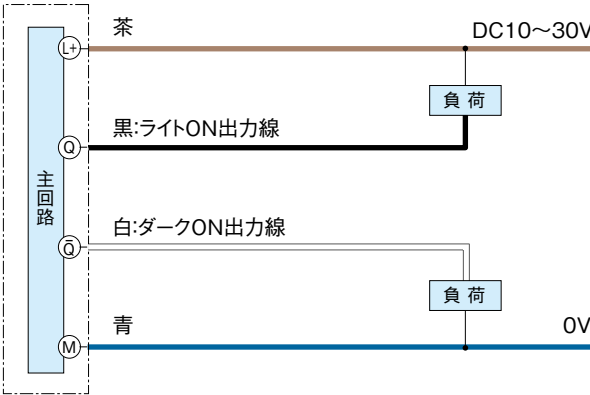 茶
DC10～30V
L+
負荷
黒:ライトON出力線
Q
主回路
白:ダークON出力線
Q̄
負荷
青
0V
M